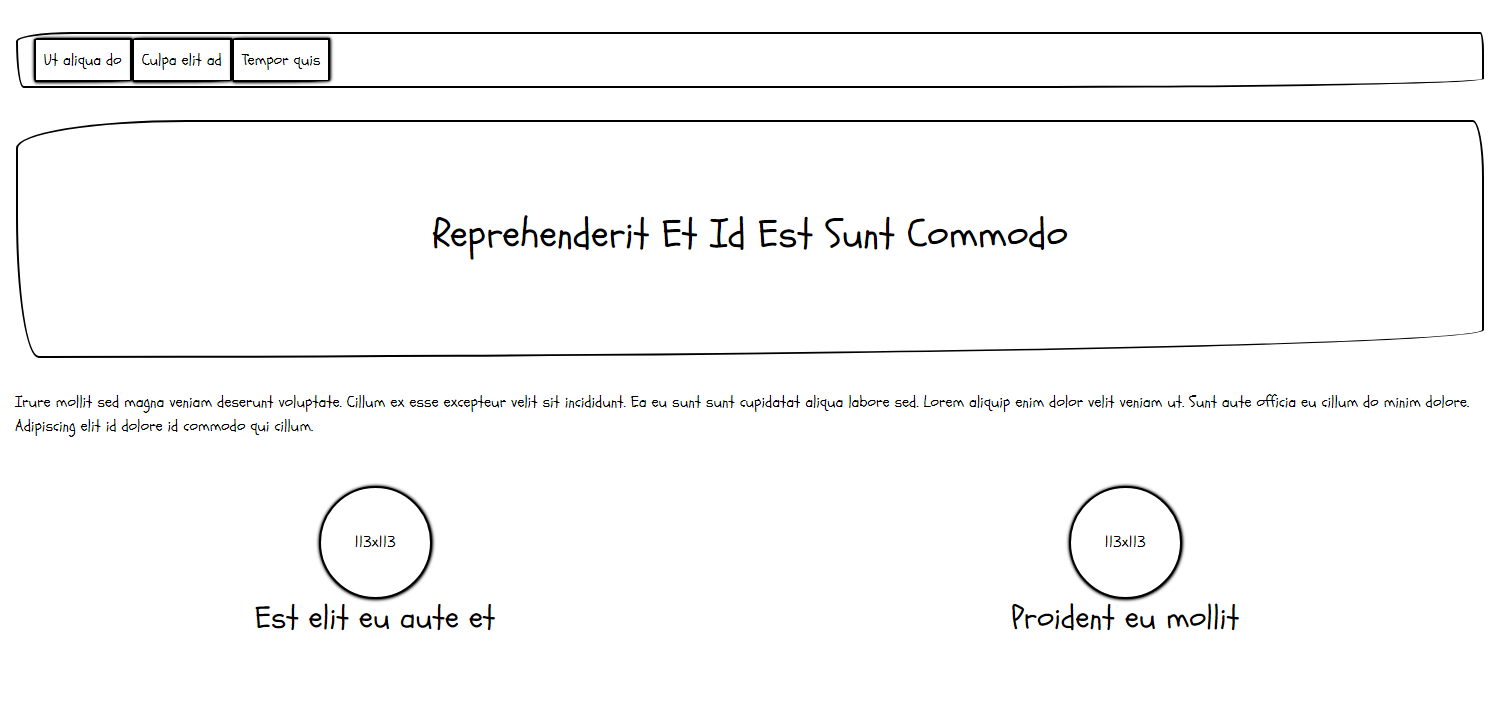 Ut aliqua do Culpa elit ad Tempor quis
Reprehenderit Et Id Est Sunt Commodo
Irure mollit sed magna veniam deserunt voluptate. Cillum ex esse excepteur velit sit incididunt. Ea eu sunt sunt cupidatat aliqua labore sed. Lorem aliquip enim dolor velit veniam ut. Sunt aute officia eu cillum do minim dolore.
Adipiscing elit id dolore id commodo qui cillum.
113x113 113x113
Est elit eu aute et Proident eu mollit